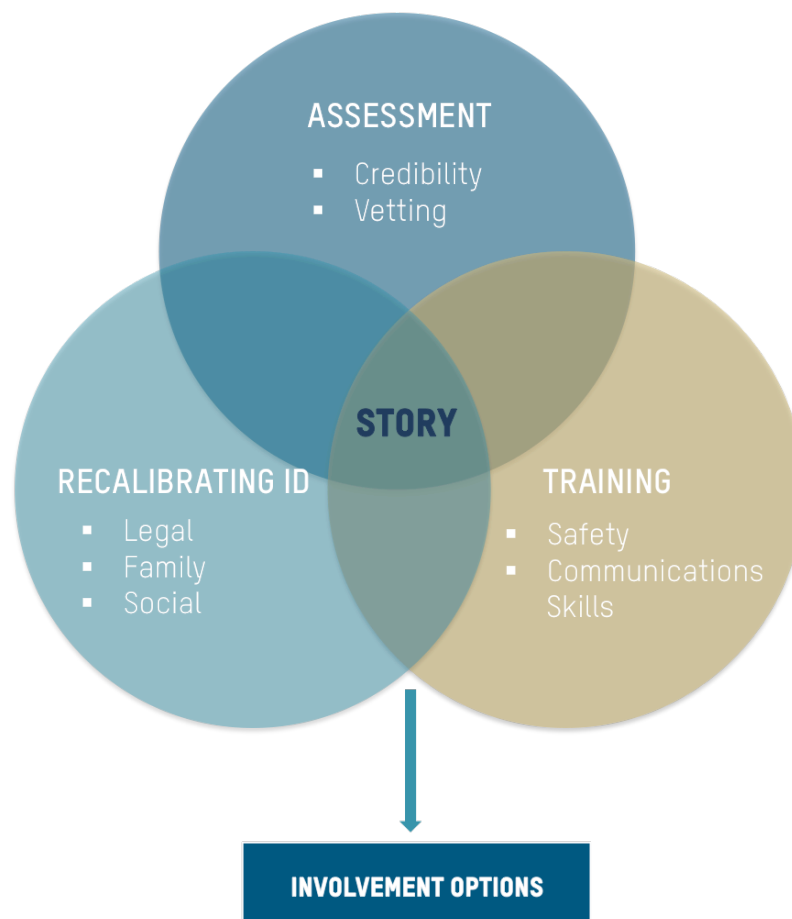 ASSESSMENT
▪ Credibility
▪ Vetting
STORY
RECALIBRATING ID
▪ Legal
▪ Family
▪ Social
TRAINING
▪ Safety
▪ Communications
Skills
INVOLVEMENT OPTIONS